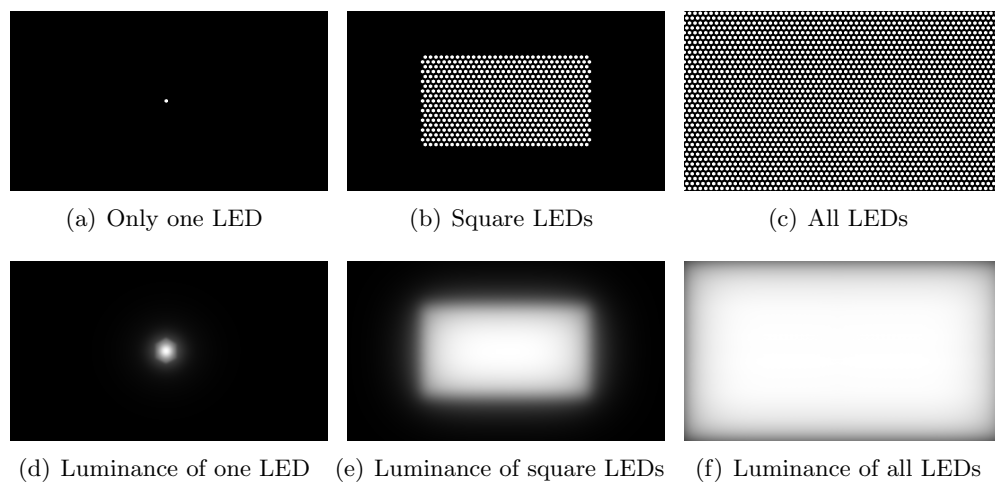 (a) Only one LED
(b) Square LEDs
(c) All LEDs
(d) Luminance of one LED
(e) Luminance of square LEDs
(f) Luminance of all LEDs